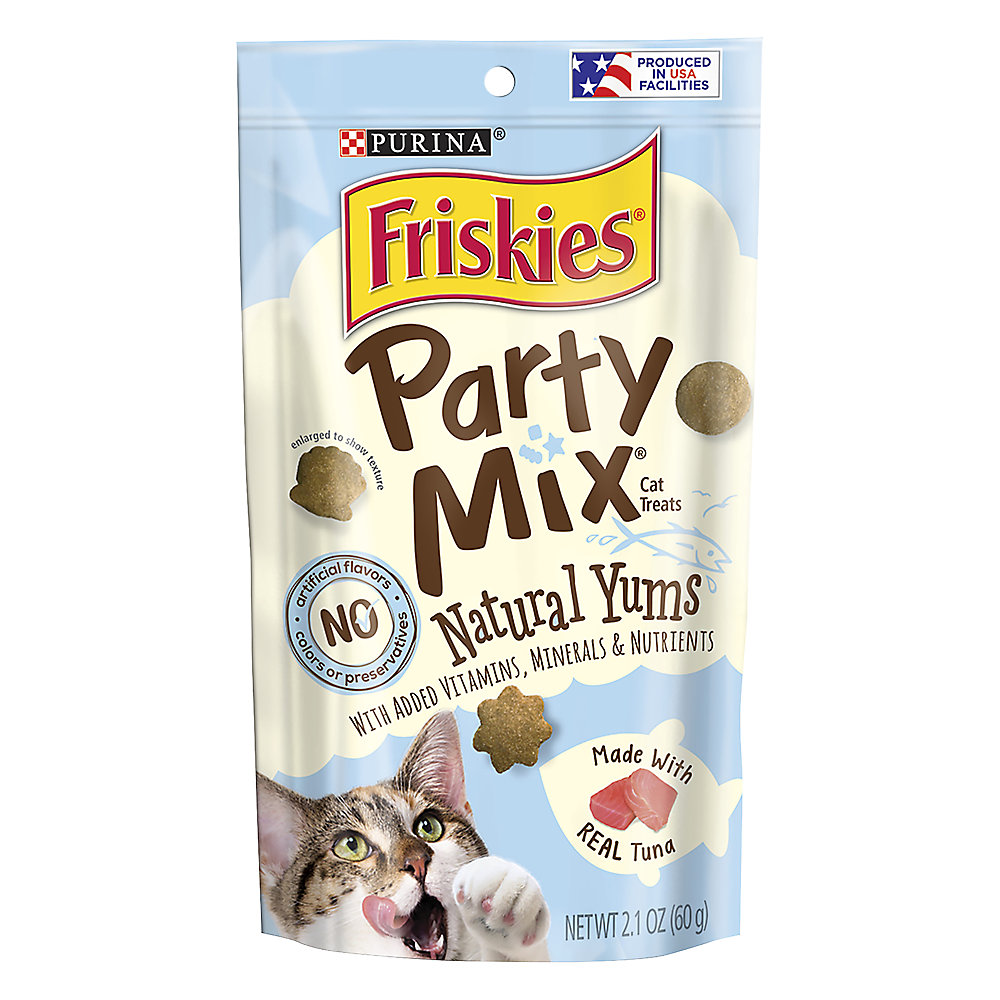 PRODUCED
IN USA
FACILITIES
PURINA®
Friskies®
Party
Mix®
Cat
Treats
enlarged to show texture
artificial flavors
NO
colors or preservatives
Natural Yums
WITH ADDED VITAMINS, MINERALS & NUTRIENTS
Made With
REAL Tuna
NET WT 2.1 OZ (60 g)